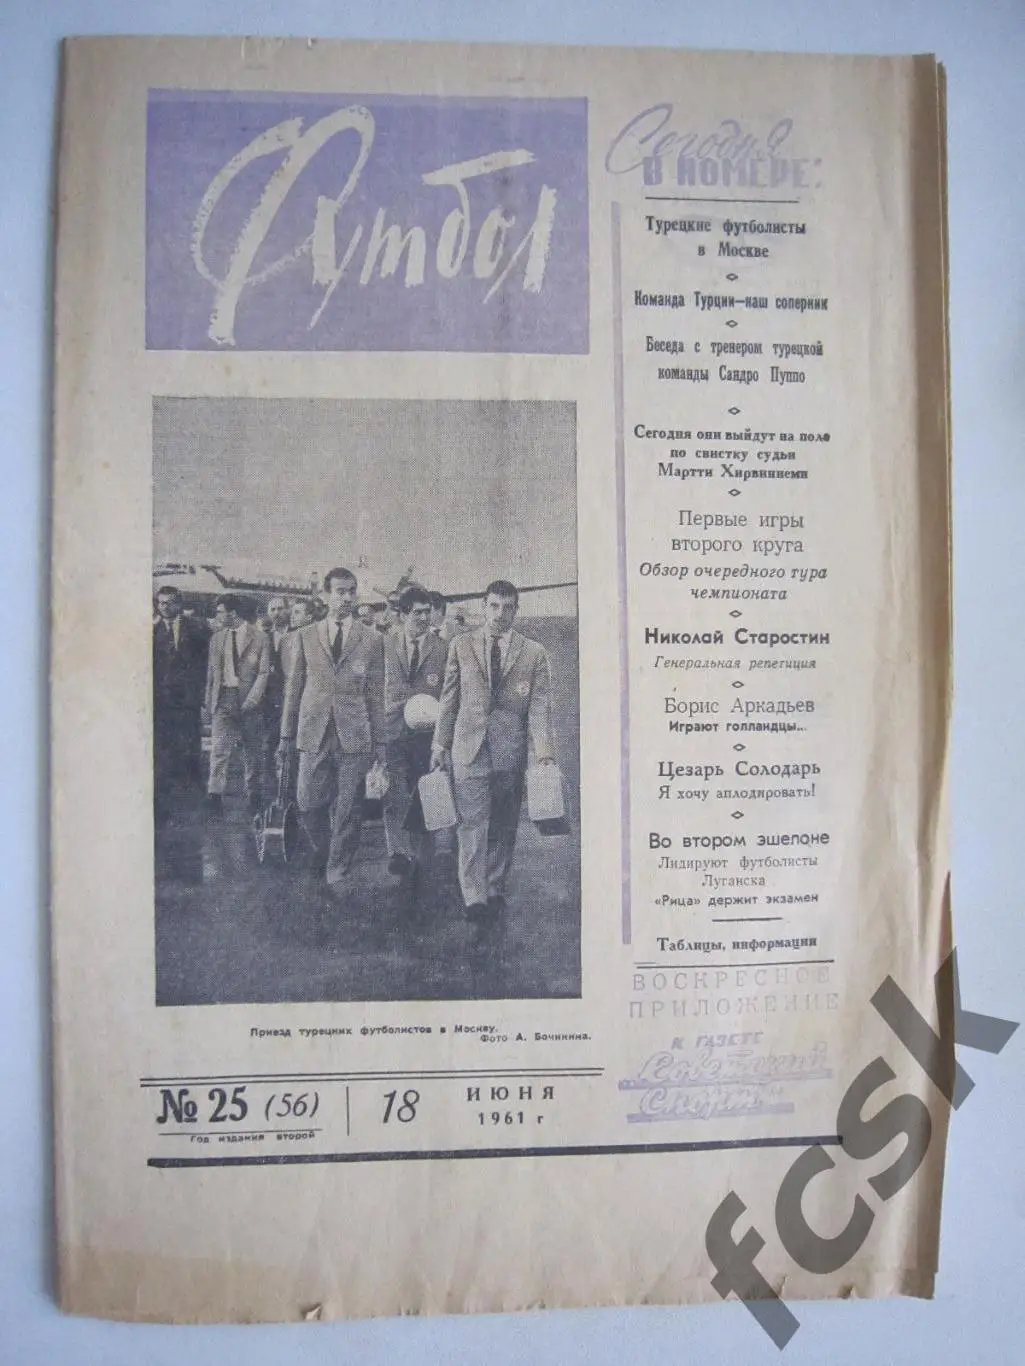 Футбол
Сегодня
В НОМЕРЕ:
Турецкие футболисты
в Москве
Команда Турции—наш соперник
Беседа с тренером турецкой
команды Сандро Пуппо
Сегодня они выйдут на поле
по свистку судьи
Мартти Хирвиниеми
Первые игры
второго круга
Обзор очередного тура
чемпионата
Николай Старостин
Генеральная репетиция
Борис Аркадьев
Играют голландцы...
Цезарь Солодарь
Я хочу аплодировать!
Во втором эшелоне
Лидируют футболисты
Луганска
«Рица» держит экзамен
Таблицы, информации
ВОСКРЕСНОЕ
ПРИЛОЖЕНИЕ
К ГАЗЕТЕ
„Советский
Спорт“
Приезд турецких футболистов в Москву.
Фото А. Бочинина.
№ 25 (56)
Год издания второй
18
ИЮНЯ
1961 г
fcsk